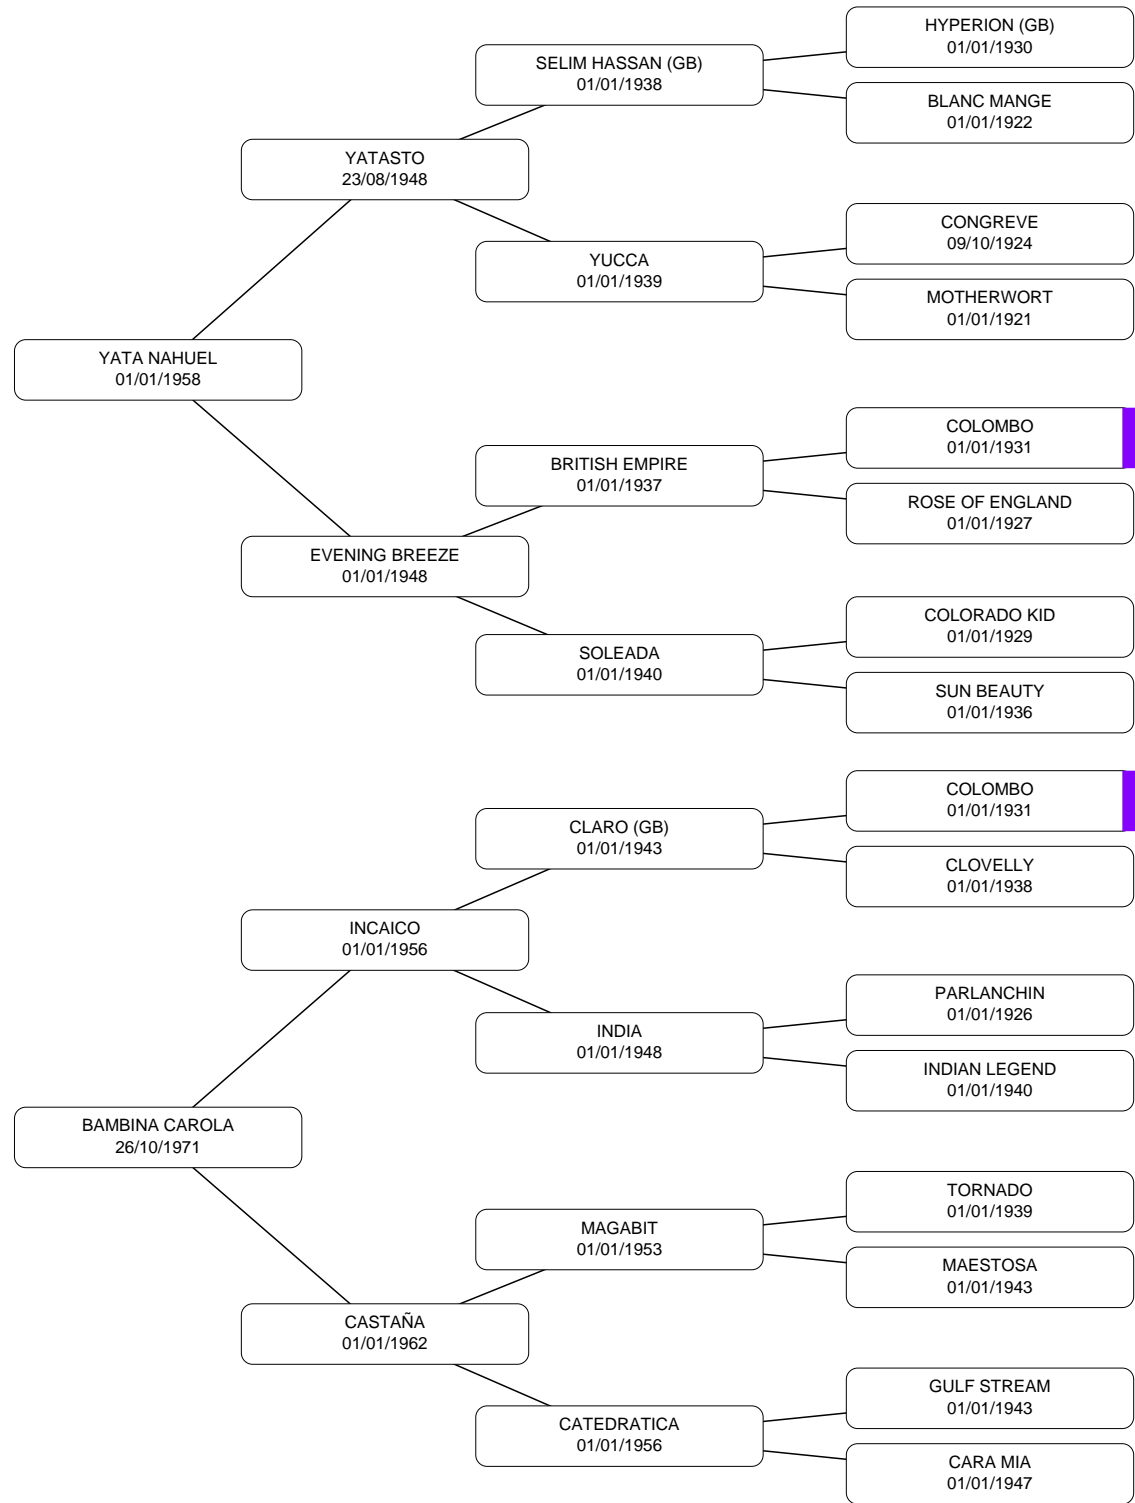 HYPERION (GB)
01/01/1930
SELIM HASSAN (GB)
01/01/1938
BLANC MANGE
01/01/1922
YATASTO
23/08/1948
CONGREVE
09/10/1924
YUCCA
01/01/1939
MOTHERWORT
01/01/1921
YATA NAHUEL
01/01/1958
COLOMBO
01/01/1931
BRITISH EMPIRE
01/01/1937
ROSE OF ENGLAND
01/01/1927
EVENING BREEZE
01/01/1948
COLORADO KID
01/01/1929
SOLEADA
01/01/1940
SUN BEAUTY
01/01/1936
COLOMBO
01/01/1931
CLARO (GB)
01/01/1943
CLOVELLY
01/01/1938
INCAICO
01/01/1956
PARLANCHIN
01/01/1926
INDIA
01/01/1948
INDIAN LEGEND
01/01/1940
BAMBINA CAROLA
26/10/1971
TORNADO
01/01/1939
MAGABIT
01/01/1953
MAESTOSA
01/01/1943
CASTAÑA
01/01/1962
GULF STREAM
01/01/1943
CATEDRATICA
01/01/1956
CARA MIA
01/01/1947